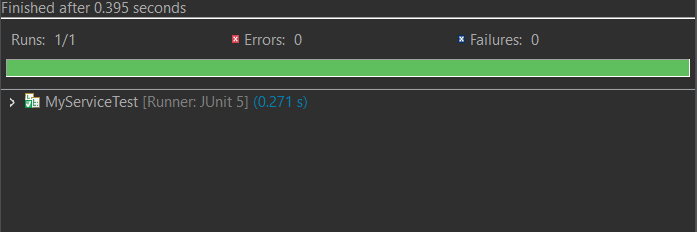 Finished after 0.395 seconds
Runs: 1/1 Errors: 0 Failures: 0
MyServiceTest [Runner: JUnit 5] (0.271 s)